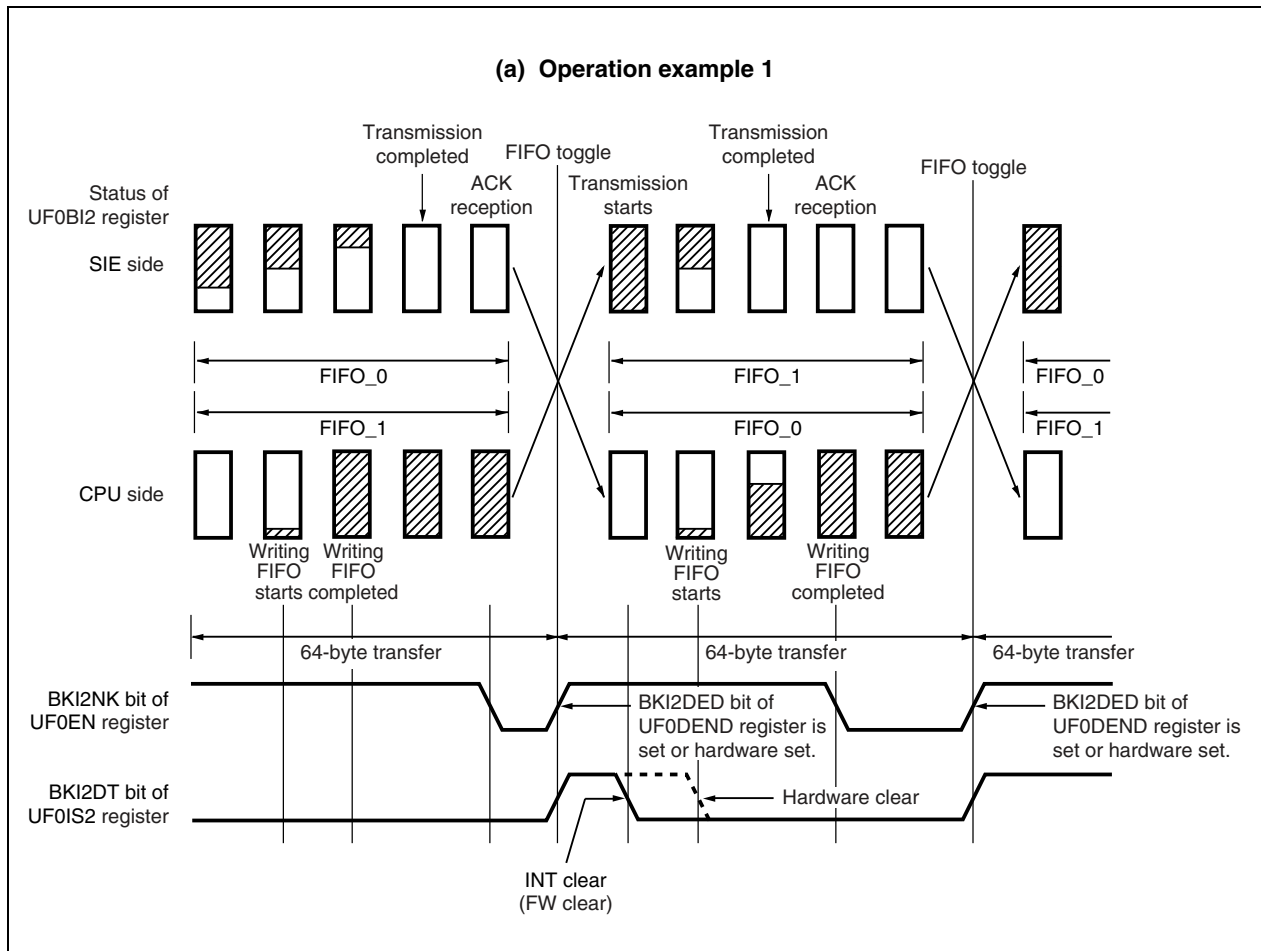 (a) Operation example 1
Transmission
completed
FIFO toggle
Transmission
completed
FIFO toggle
Status of
UF0BI2 register
ACK
reception
Transmission
starts
ACK
reception
SIE side
FIFO_0
FIFO_1
FIFO_0
FIFO_1
FIFO_0
FIFO_1
CPU side
Writing
FIFO
starts
Writing
FIFO
completed
Writing
FIFO
starts
Writing
FIFO
completed
64-byte transfer
64-byte transfer
64-byte transfer
BKI2NK bit of
UF0EN register
BKI2DED bit of
UF0DEND register is
set or hardware set.
BKI2DED bit of
UF0DEND register is
set or hardware set.
BKI2DT bit of
UF0IS2 register
Hardware clear
INT clear
(FW clear)